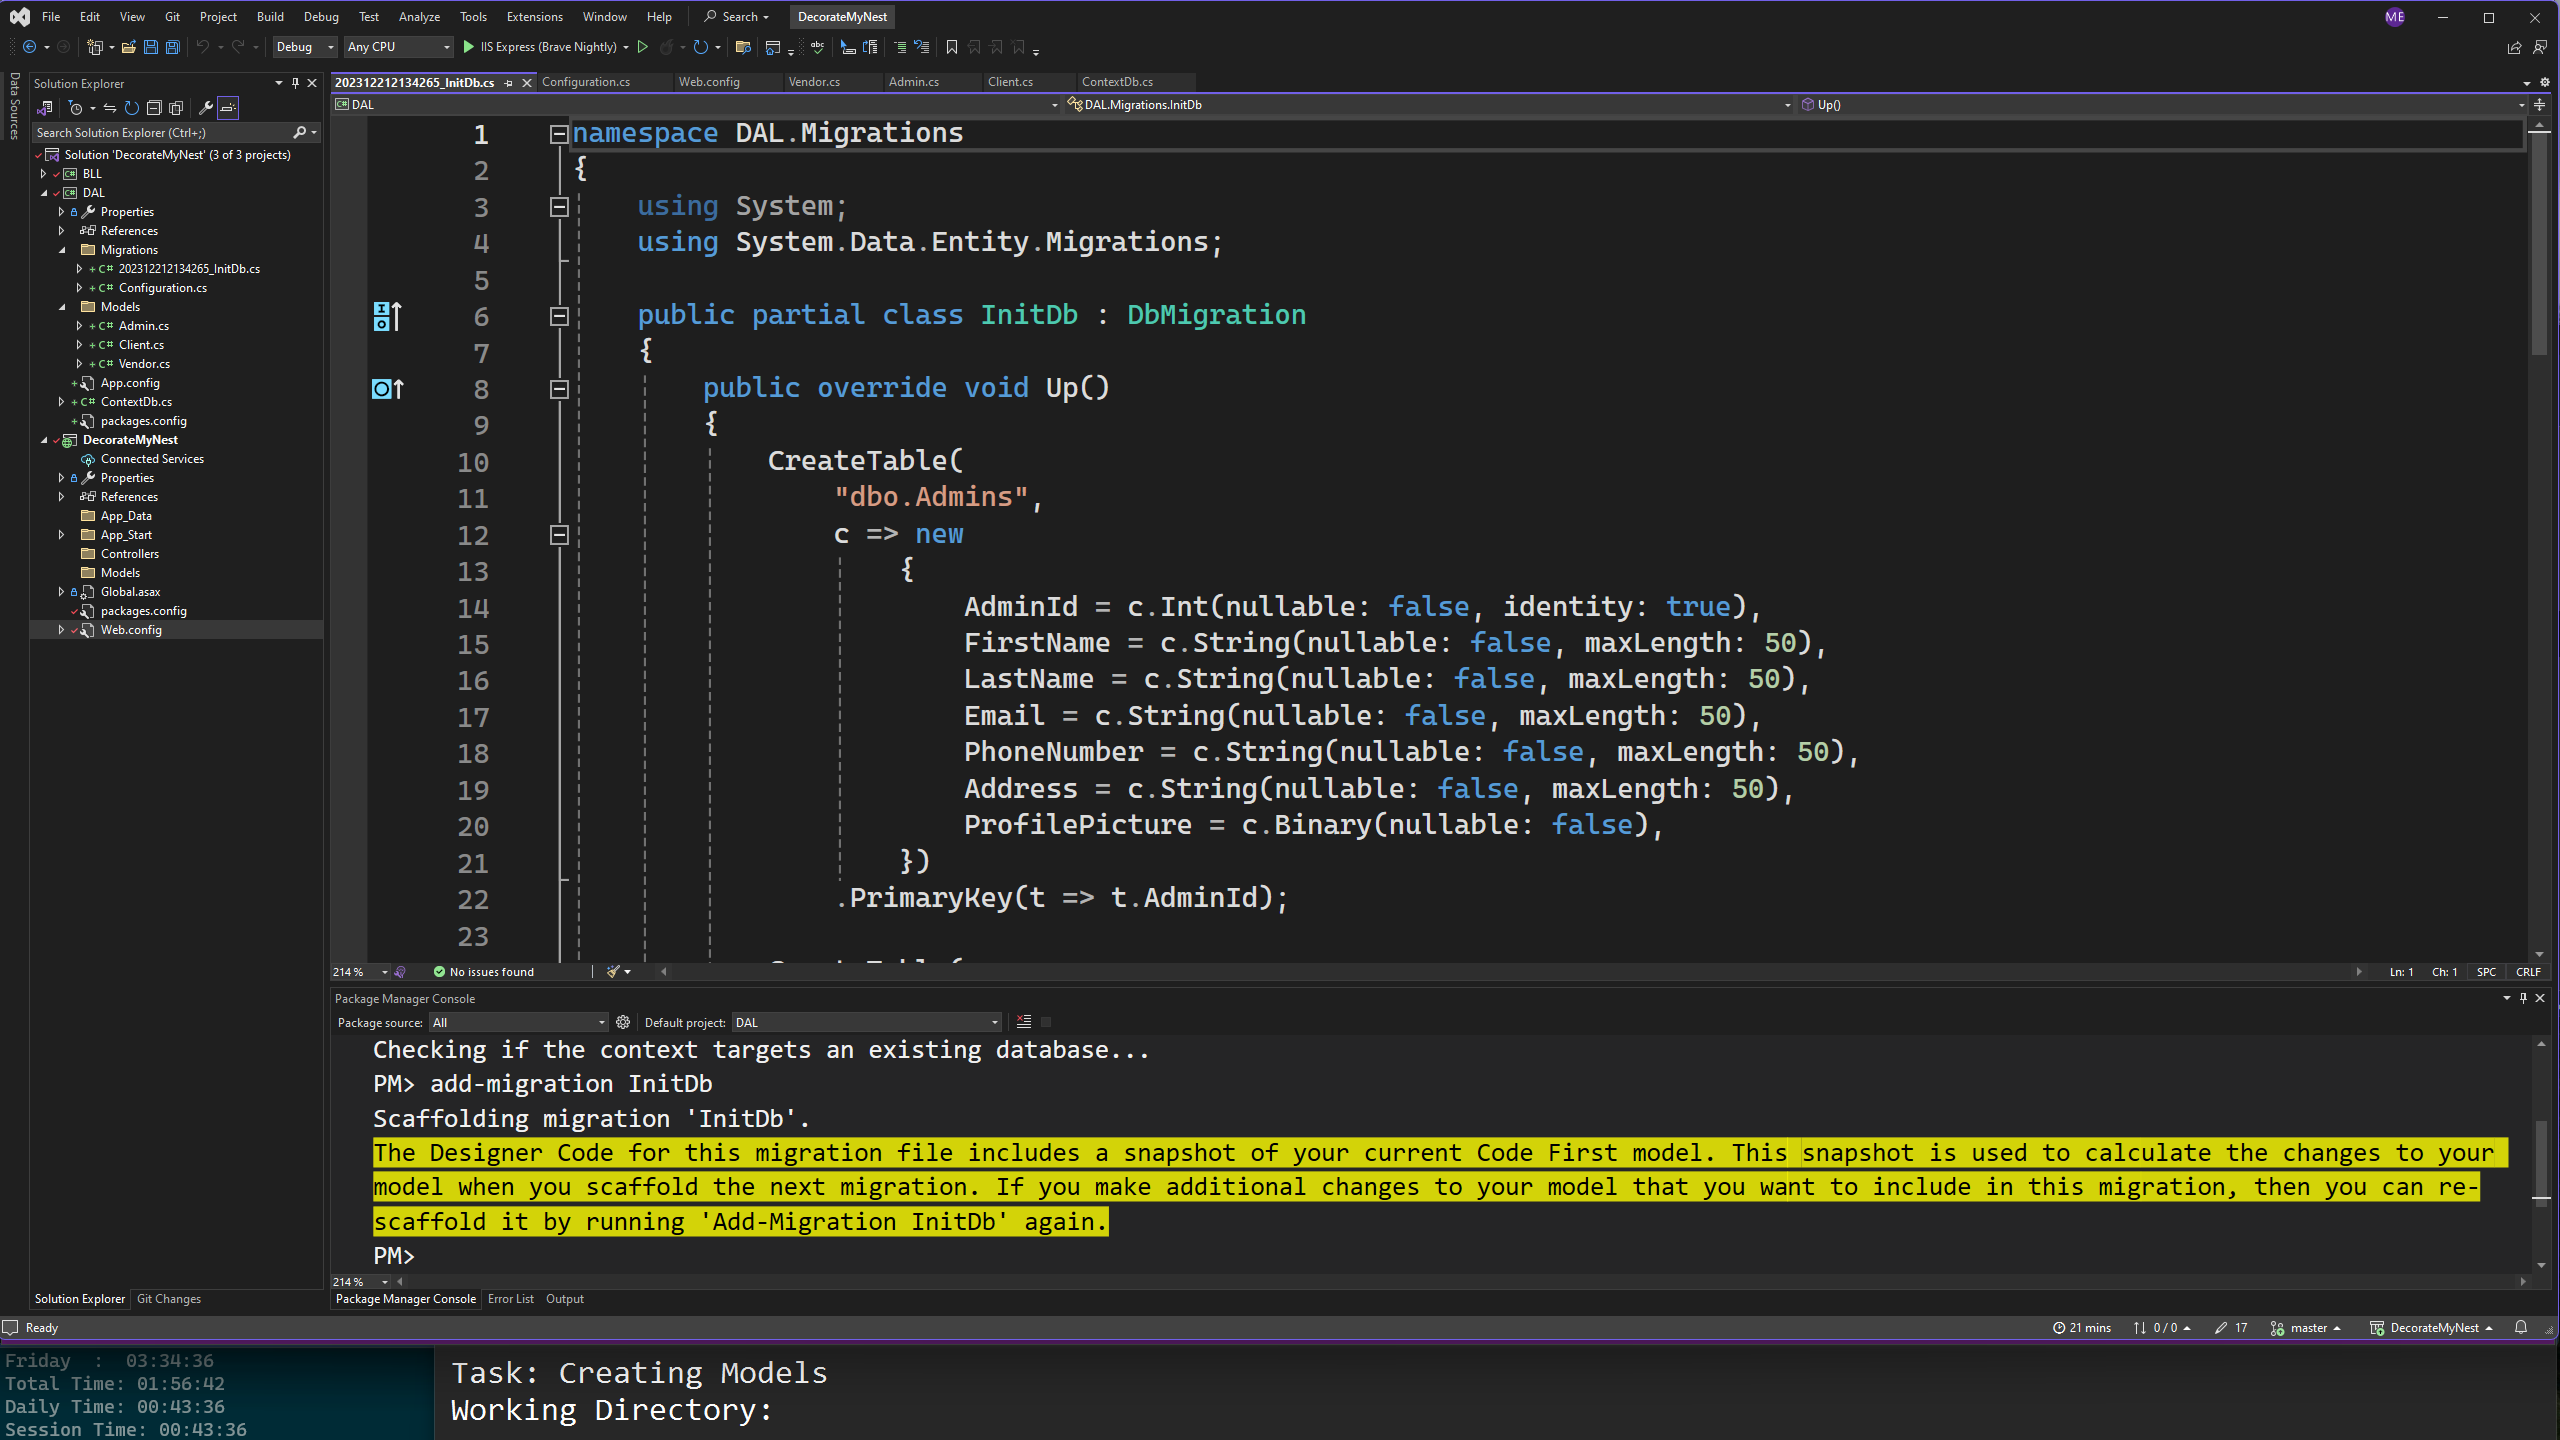 File Edit View Git Project Build Debug Test Analyze Tools Extensions Window Help Search DecorateMyNest ME
Debug Any CPU IIS Express (Brave Nightly)
Data Sources
Solution Explorer
Search Solution Explorer (Ctrl+;)
Solution 'DecorateMyNest' (3 of 3 projects)
BLL
DAL
Properties
References
Migrations
C# 202312212134265_InitDb.cs
C# Configuration.cs
Models
C# Admin.cs
C# Client.cs
C# Vendor.cs
App.config
C# ContextDb.cs
packages.config
DecorateMyNest
Connected Services
Properties
References
App_Data
App_Start
Controllers
Models
Global.asax
packages.config
Web.config
Solution Explorer Git Changes
202312212134265_InitDb.cs Configuration.cs Web.config Vendor.cs Admin.cs Client.cs ContextDb.cs
DAL DAL.Migrations.InitDb Up()
1 namespace DAL.Migrations
2 {
3 using System;
4 using System.Data.Entity.Migrations;
5
6 public partial class InitDb : DbMigration
7 {
8 public override void Up()
9 {
10 CreateTable(
11 "dbo.Admins",
12 c => new
13 {
14 AdminId = c.Int(nullable: false, identity: true),
15 FirstName = c.String(nullable: false, maxLength: 50),
16 LastName = c.String(nullable: false, maxLength: 50),
17 Email = c.String(nullable: false, maxLength: 50),
18 PhoneNumber = c.String(nullable: false, maxLength: 50),
19 Address = c.String(nullable: false, maxLength: 50),
20 ProfilePicture = c.Binary(nullable: false),
21 })
22 .PrimaryKey(t => t.AdminId);
23
214 % No issues found Ln: 1 Ch: 1 SPC CRLF
Package Manager Console
Package source: All Default project: DAL
Checking if the context targets an existing database...
PM> add-migration InitDb
Scaffolding migration 'InitDb'.
The Designer Code for this migration file includes a snapshot of your current Code First model. This snapshot is used to calculate the changes to your
model when you scaffold the next migration. If you make additional changes to your model that you want to include in this migration, then you can re-
scaffold it by running 'Add-Migration InitDb' again.
PM>
214 %
Package Manager Console Error List Output
Ready 21 mins 0 / 0 17 master DecorateMyNest
Friday : 03:34:36
Total Time: 01:56:42
Daily Time: 00:43:36
Session Time: 00:43:36
Task: Creating Models
Working Directory: